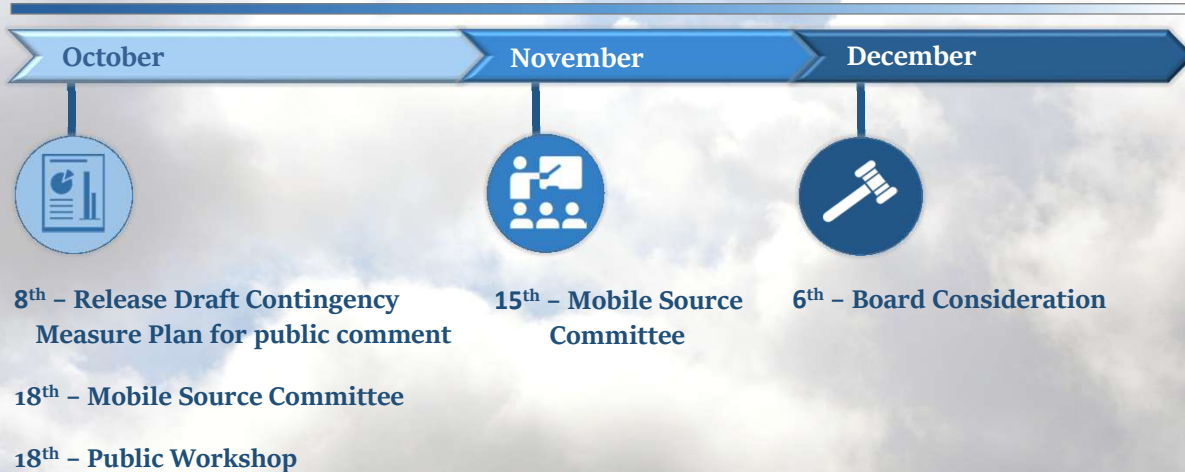 October
November
December
8th – Release Draft Contingency
Measure Plan for public comment
18th – Mobile Source Committee
18th – Public Workshop
15th – Mobile Source
Committee
6th – Board Consideration